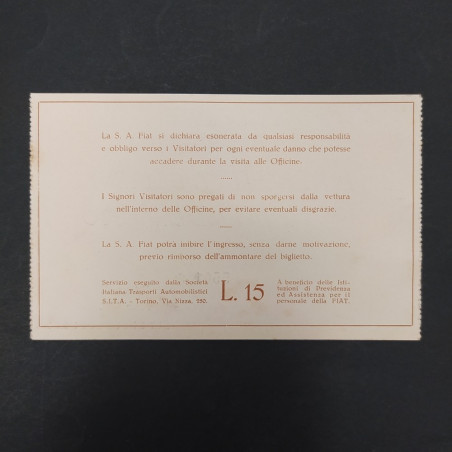 La S. A. Fiat si dichiara esonerata da qualsiasi responsabilità
e obbligo verso i Visitatori per ogni eventuale danno che potesse
accadere durante la visita alle Officine.
I Signori Visitatori sono pregati di non sporgersi dalla vettura
nell'interno delle Officine, per evitare eventuali disgrazie.
La S. A. Fiat potrà inibire l'ingresso, senza darne motivazione,
previo rimborso dell'ammontare del biglietto.
Servizio eseguito dalla Società
Italiana Trasporti Automobilistici
S.I.T.A. - Torino, Via Nizza, 250.
L. 15
A beneficio delle Isti-
tuzioni di Previdenza
ed Assistenza per il
personale della FIAT.